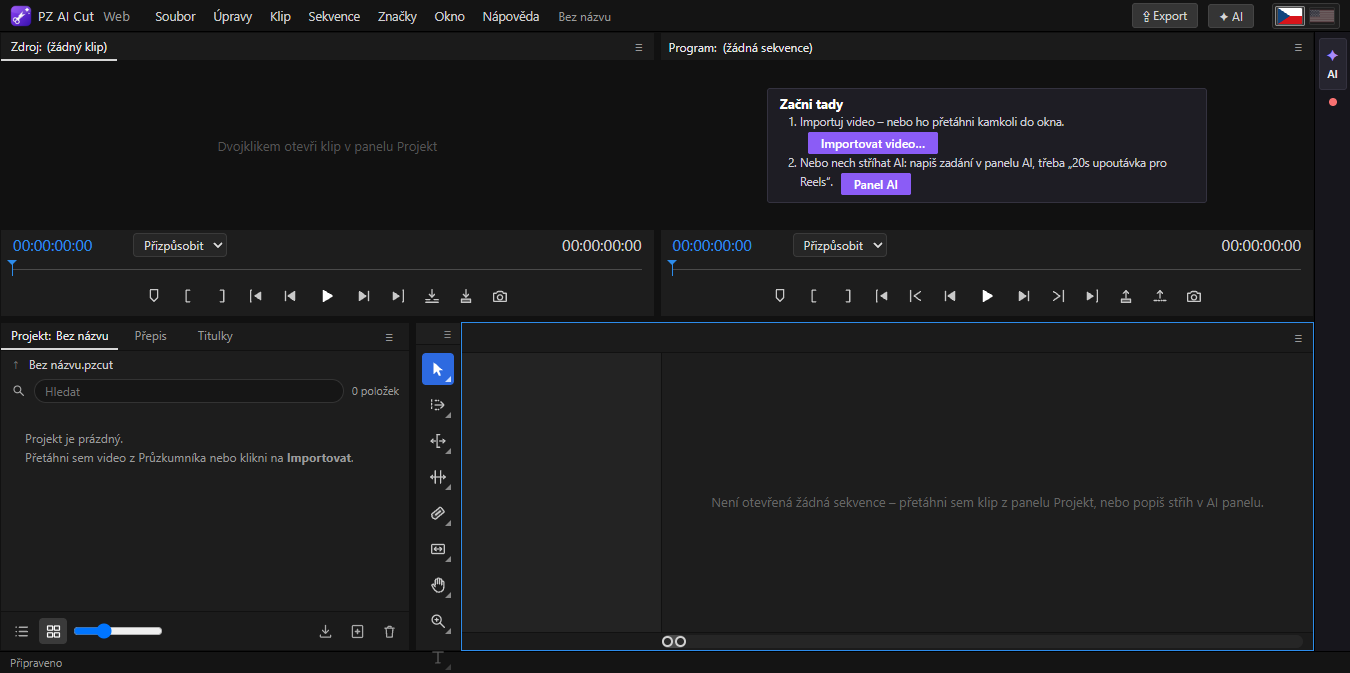 PZ AI Cut Web Soubor Úpravy Klip Sekvence Značky Okno Nápověda Bez názvu Export AI
Zdroj: (žádný klip)
Program: (žádná sekvence)
AI
Dvojklikem otevři klip v panelu Projekt
Začni tady
1. Importuj video – nebo ho přetáhni kamkoli do okna.
Importovat video...
2. Nebo nech stříhat AI: napiš zadání v panelu AI, třeba „20s upoutávka pro
Reels“. Panel AI
00:00:00:00 Přizpůsobit 00:00:00:00
00:00:00:00 Přizpůsobit 00:00:00:00
Projekt: Bez názvu Přepis Titulky
Bez názvu.pzcut
Hledat 0 položek
Projekt je prázdný.
Přetáhni sem video z Průzkumníka nebo klikni na Importovat.
Není otevřená žádná sekvence – přetáhni sem klip z panelu Projekt, nebo popiš střih v AI panelu.
Připraveno